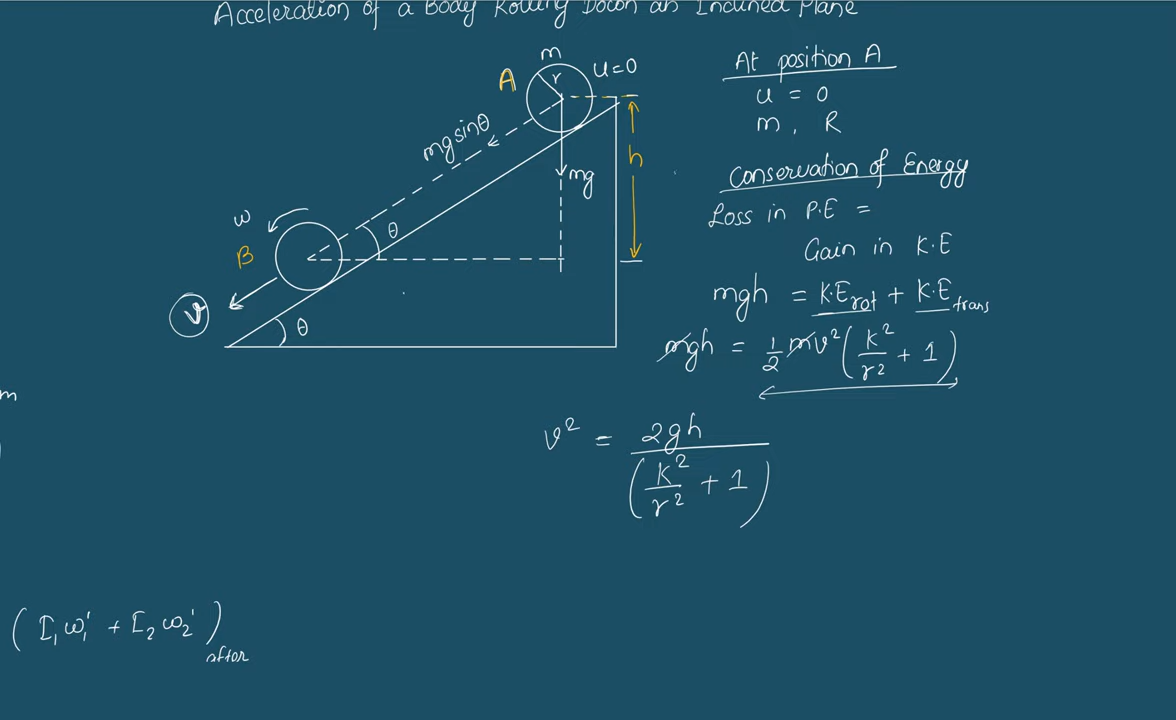 Acceleration of a Body Rolling Down an Inclined Plane
m
r
A
u=0
mg sinθ
h
mg
ω
B
θ
v
θ
At position A
u = 0
m, R
Conservation of Energy
Loss in P.E =
Gain in K.E
mgh = K.E rot + K.E trans
mgh = 1/2 mv² (k²/r² + 1)
v² = 2gh / (k²/r² + 1)
m
(I₁ω₁' + I₂ω₂') after